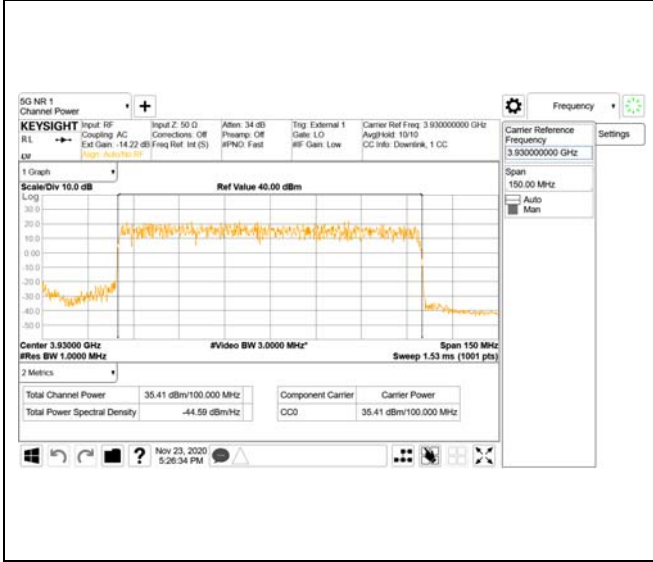 5G NR 1
Channel Power
Frequency
KEYSIGHT
RL
Input: RF
Coupling: AC
Ext Gain: -14.22 dB
Align: Auto/No RF
Input Z: 50 Ω
Corrections: Off
Freq Ref: Int (S)
Atten: 34 dB
Preamp: Off
#PNO: Fast
Trig: External 1
Gate: LO
#IF Gain: Low
Carrier Ref Freq: 3.930000000 GHz
Avg|Hold: 10/10
CC Info: Downlink, 1 CC
Carrier Reference
Frequency
3.930000000 GHz
Settings
Span
150.00 MHz
Auto
Man
1 Graph
Scale/Div 10.0 dB
Ref Value 40.00 dBm
Log
30.0
20.0
10.0
0.00
-10.0
-20.0
-30.0
-40.0
-50.0
Center 3.93000 GHz
#Video BW 3.0000 MHz*
Span 150 MHz
#Res BW 1.0000 MHz
Sweep 1.53 ms (1001 pts)
2 Metrics
Total Channel Power 35.41 dBm/100.000 MHz
Total Power Spectral Density -44.59 dBm/Hz
Component Carrier Carrier Power
CC0 35.41 dBm/100.000 MHz
?
Nov 23, 2020
5:26:34 PM